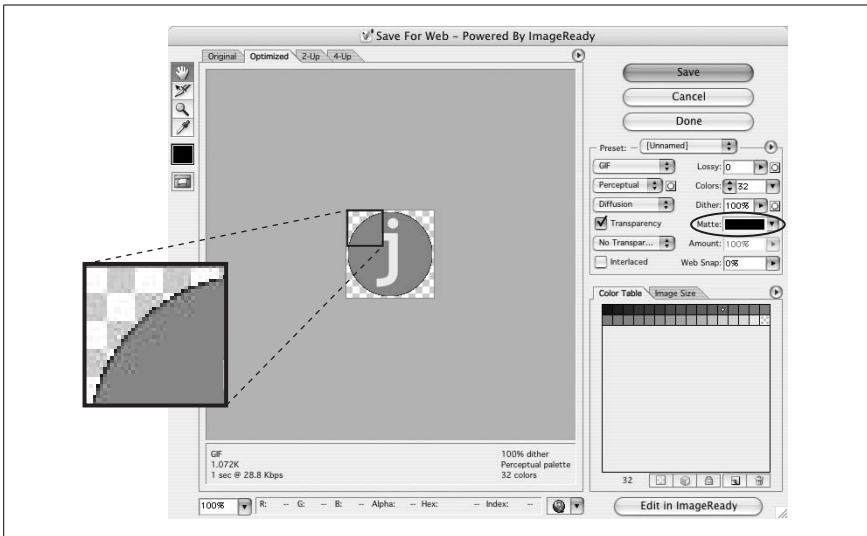 Save For Web – Powered By ImageReady
Original Optimized 2-Up 4-Up
Save
Cancel
Done
Preset: [Unnamed]
GIF Lossy: 0
Perceptual Colors: 32
Diffusion Dither: 100%
Transparency Matte:
No Transpar... Amount: 100%
Interlaced Web Snap: 0%
j
Color Table Image Size
32
GIF 100% dither
1.072K Perceptual palette
1 sec @ 28.8 Kbps 32 colors
100% R: -- G: -- B: -- Alpha: -- Hex: -- Index: --
Edit in ImageReady